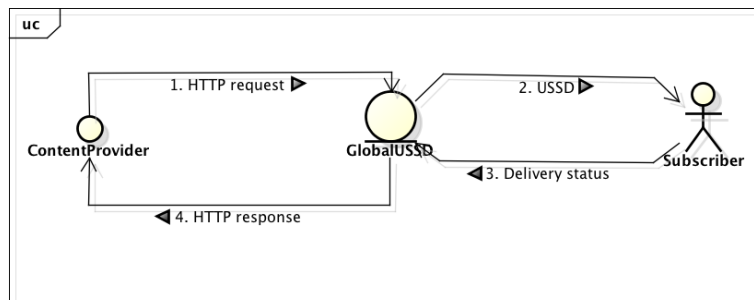 uc
1. HTTP request
2. USSD
ContentProvider
GlobalUSSD
Subscriber
3. Delivery status
4. HTTP response